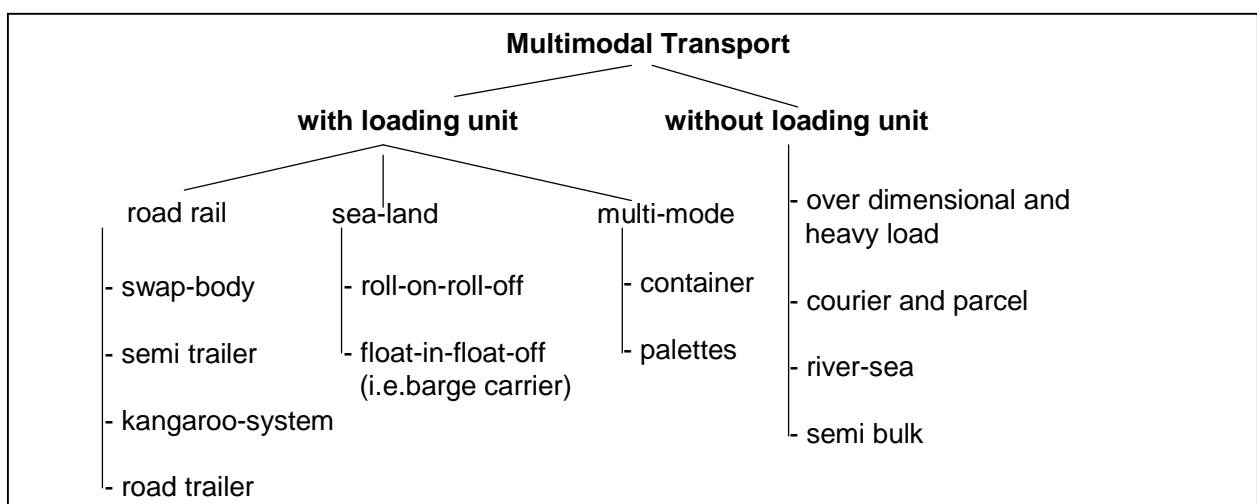 Multimodal Transport
with loading unit
without loading unit
road rail
- swap-body
- semi trailer
- kangaroo-system
- road trailer
sea-land
- roll-on-roll-off
- float-in-float-off
(i.e.barge carrier)
multi-mode
- container
- palettes
- over dimensional and
heavy load
- courier and parcel
- river-sea
- semi bulk